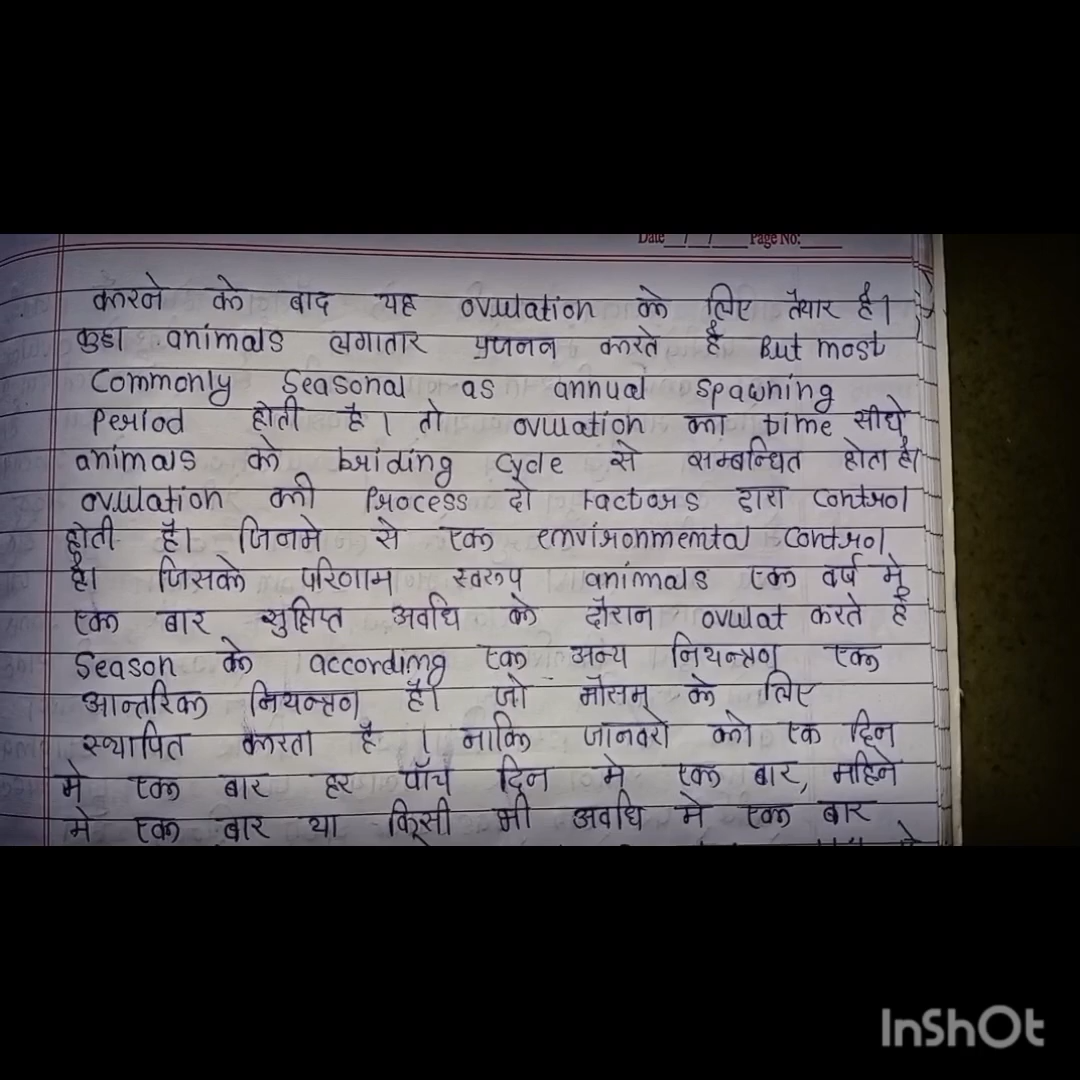 Date / / Page No:
करने के बाद यह ovulation के लिए तैयार है।
कुछ animals लगातार प्रजनन करते हैं But most
Commonly Seasonal as annual spawning
Period होती है। तो ovulation का time सीधे
animals के briding Cycle से सम्बन्धित होता है।
ovulation की Process दो Factors द्वारा control
होती है। जिनमे से एक environmental control
है। जिसके परिणाम स्वरूप animals एक वर्ष मे
एक बार अवधि के दौरान ovulat करते है
Season के according एक अन्य नियन्त्रण एक
आन्तरिक नियन्त्रण है। जो मौसम के लिए
स्थापित करता है । ताकि जानवरो को एक दिन
मे एक बार हर पाँच दिन मे एक बार, महिने
मे एक बार या किसी भी अवधि मे एक बार
InShOt